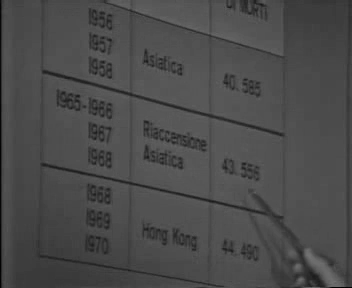 DI MORTI
1956
1957
1958
Asiatica
40.585
1965-1966
1967
1968
Riaccensione
Asiatica
43.556
1968
1969
1970
Hong Kong
44.490